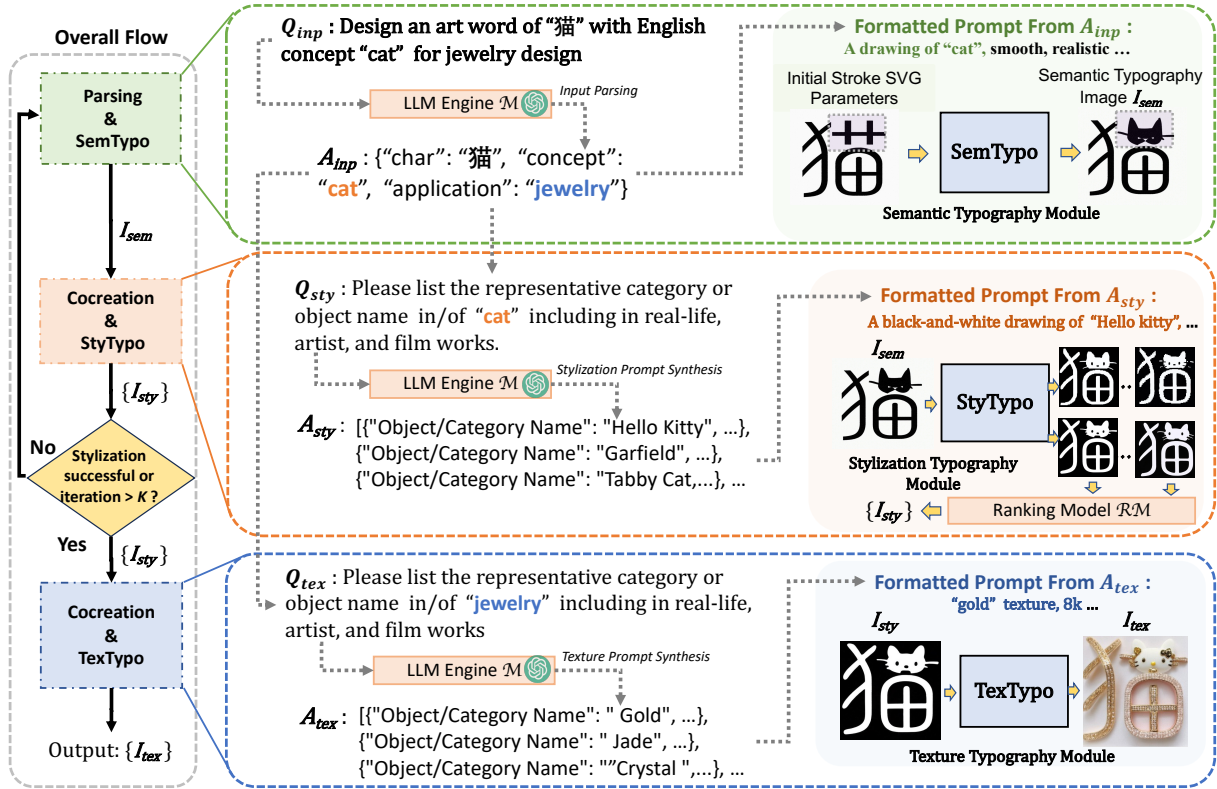 Overall Flow
Parsing
&
SemTypo
I_sem
Cocreation
&
StyTypo
{I_sty}
No
Stylization
successful or
iteration > K ?
Yes
{I_sty}
Cocreation
&
TexTypo
Output: {I_tex}
Q_inp : Design an art word of “猫” with English
concept “cat” for jewelry design
LLM Engine M
Input Parsing
A_inp : {“char”: “猫”, “concept”:
“cat”, “application”: “jewelry”}
Formatted Prompt From A_inp :
A drawing of “cat”, smooth, realistic ...
Initial Stroke SVG
Parameters
Semantic Typography
Image I_sem
猫
SemTypo
猫
Semantic Typography Module
Q_sty : Please list the representative category or
object name in/of “cat” including in real-life,
artist, and film works.
LLM Engine M
Stylization Prompt Synthesis
A_sty : [{"Object/Category Name": "Hello Kitty", ...},
{"Object/Category Name": "Garfield", ...},
{"Object/Category Name": "Tabby Cat,...}, ...
Formatted Prompt From A_sty :
A black-and-white drawing of “Hello kitty”, ...
I_sem
猫
StyTypo
猫 .. 猫
猫 .. 猫
Stylization Typography
Module
{I_sty}
Ranking Model RM
Q_tex : Please list the representative category or
object name in/of “jewelry” including in real-life,
artist, and film works
LLM Engine M
Texture Prompt Synthesis
A_tex : [{"Object/Category Name": " Gold", ...},
{"Object/Category Name": " Jade", ...},
{"Object/Category Name": "”Crystal ",...}, ...
Formatted Prompt From A_tex :
“gold” texture, 8k ...
I_sty
I_tex
猫
TexTypo
猫
Texture Typography Module